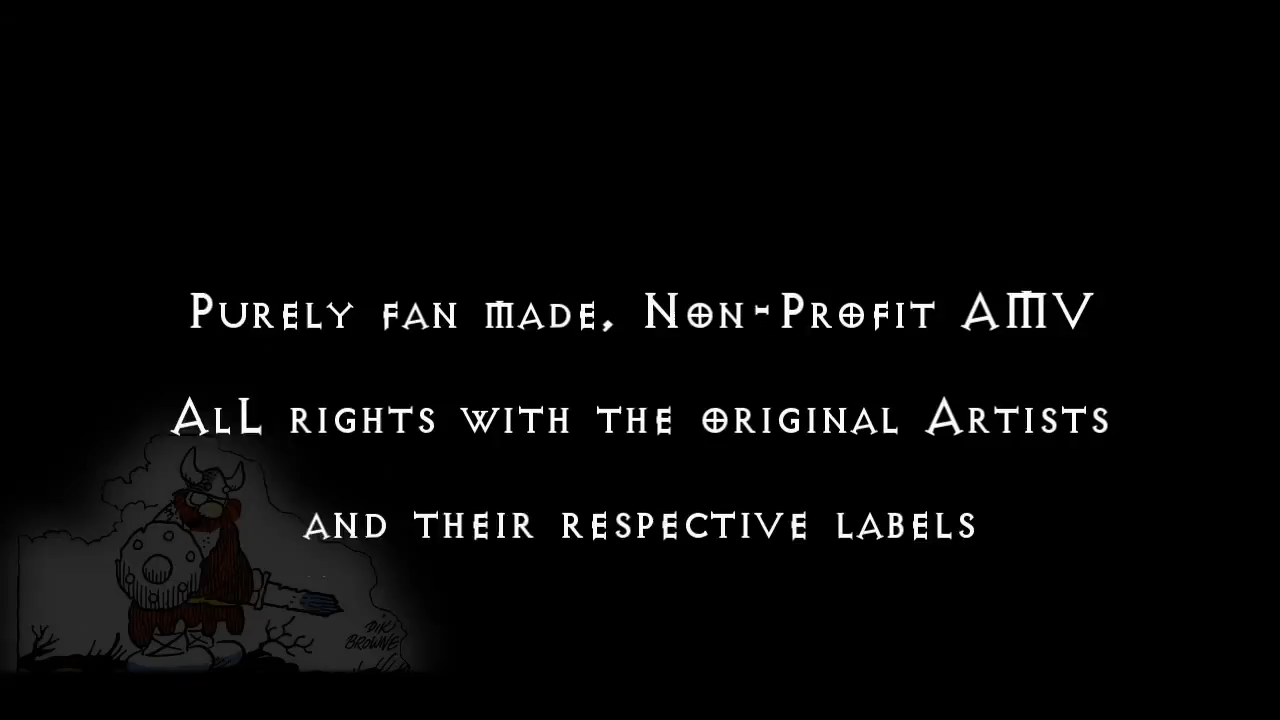 Purely fan made, Non-Profit AMV
AlL rights with the original Artists
and their respective labels
Dik
Browne